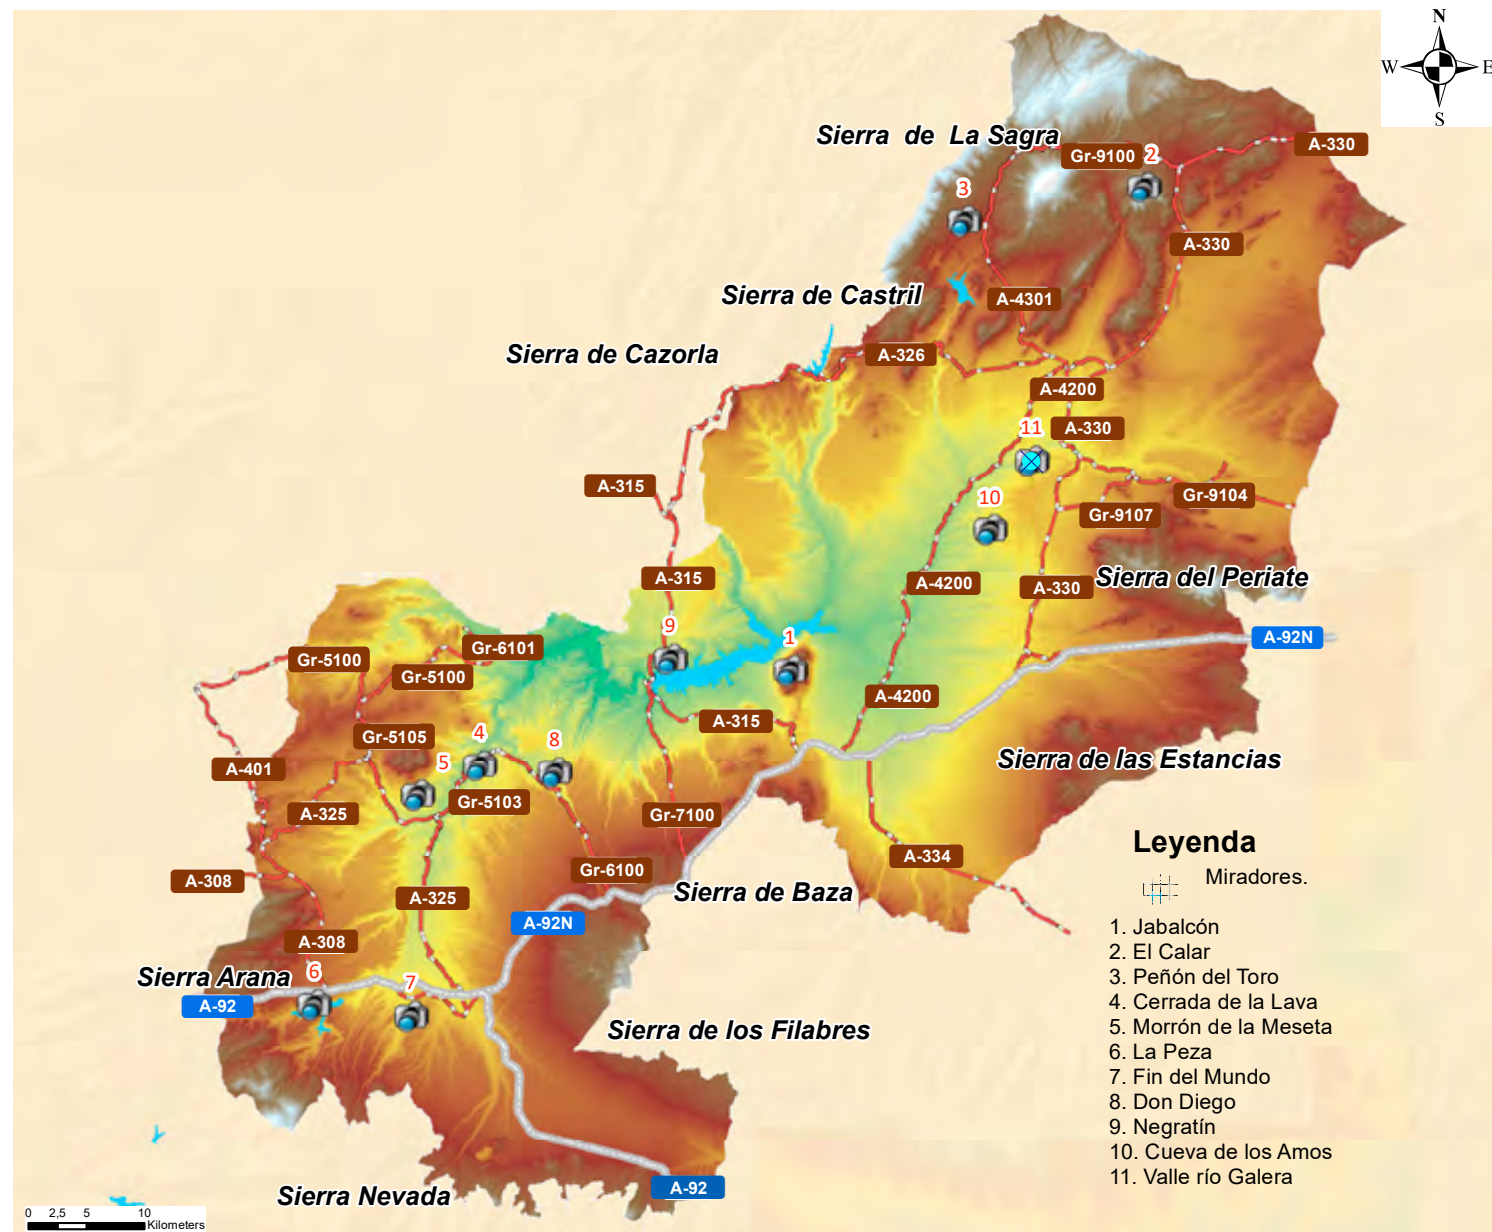 N
W E
S
Sierra de La Sagra
Gr-9100
2
A-330
3
A-330
Sierra de Castril
A-4301
Sierra de Cazorla
A-326
A-4200
11
A-330
A-315
10
Gr-9104
Gr-9107
A-315
A-4200
A-330
Sierra del Periate
9
1
A-92N
Gr-5100
Gr-6101
Gr-5100
A-4200
A-315
Gr-5105
4
8
5
Sierra de las Estancias
A-401
Gr-5103
A-325
Gr-7100
A-334
Gr-6100
A-308
Sierra de Baza
A-325
A-92N
A-308
Sierra Arana
6
7
A-92
Sierra de los Filabres
A-92
Sierra Nevada
Leyenda
Miradores.
1. Jabalcón
2. El Calar
3. Peñón del Toro
4. Cerrada de la Lava
5. Morrón de la Meseta
6. La Peza
7. Fin del Mundo
8. Don Diego
9. Negratín
10. Cueva de los Amos
11. Valle río Galera
0 2,5 5 10
Kilometers